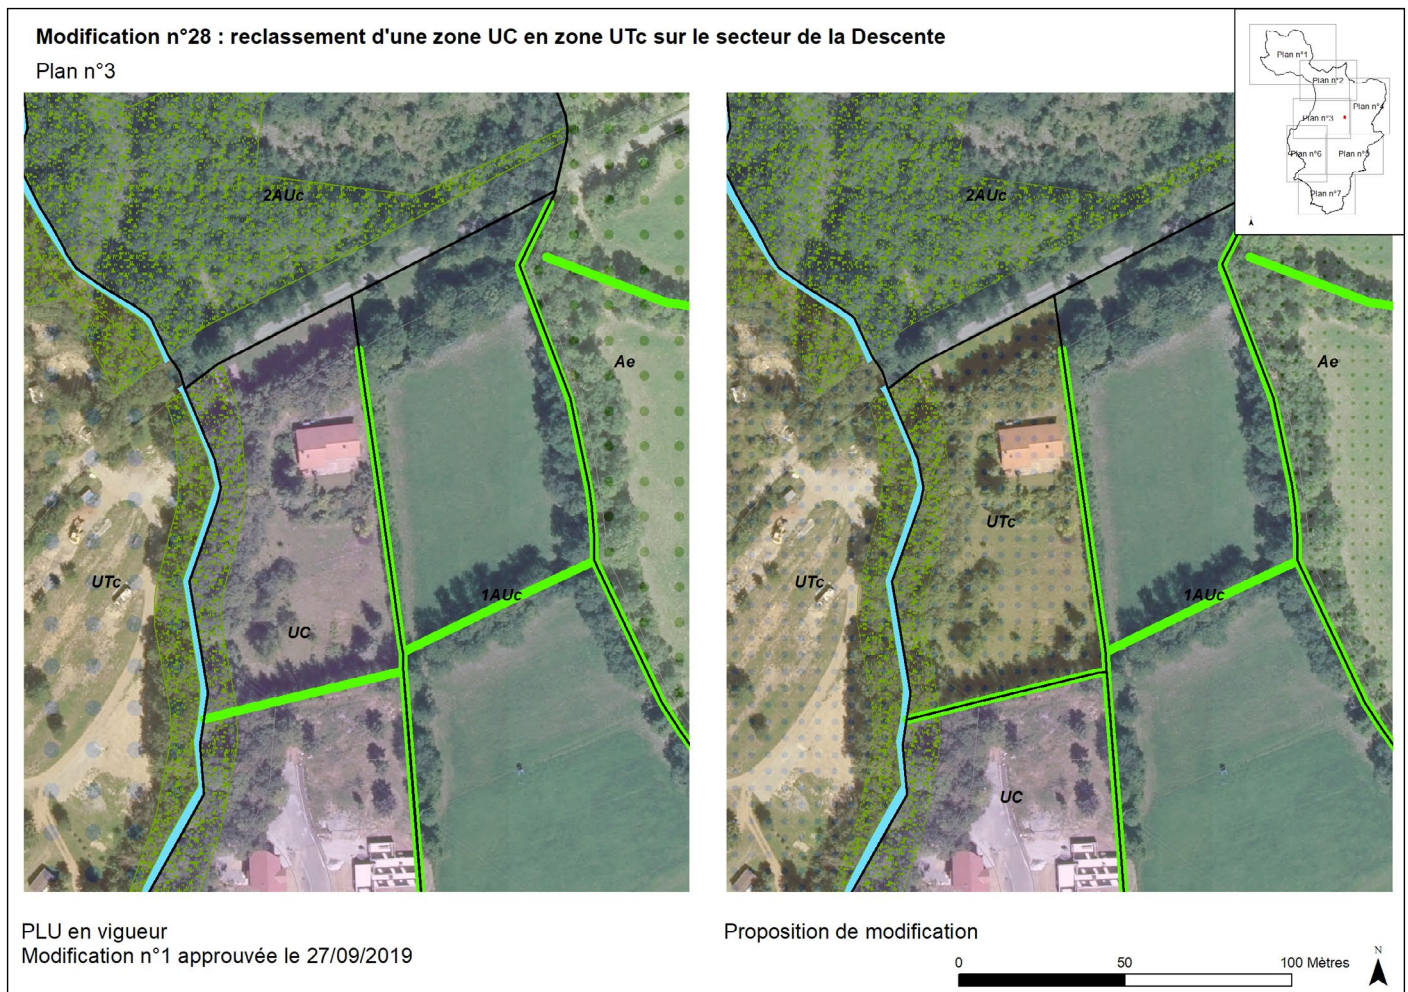 Modification n°28 : reclassement d'une zone UC en zone UTc sur le secteur de la Descente
Plan n°3
Plan n°1
Plan n°2
Plan n°4
Plan n°3
Plan n°6
Plan n°5
Plan n°7
2AUc
Ae
UTc
UC
1AUc
2AUc
Ae
UTc
UTc
1AUc
UC
PLU en vigueur
Modification n°1 approuvée le 27/09/2019
Proposition de modification
0 50 100 Mètres
N